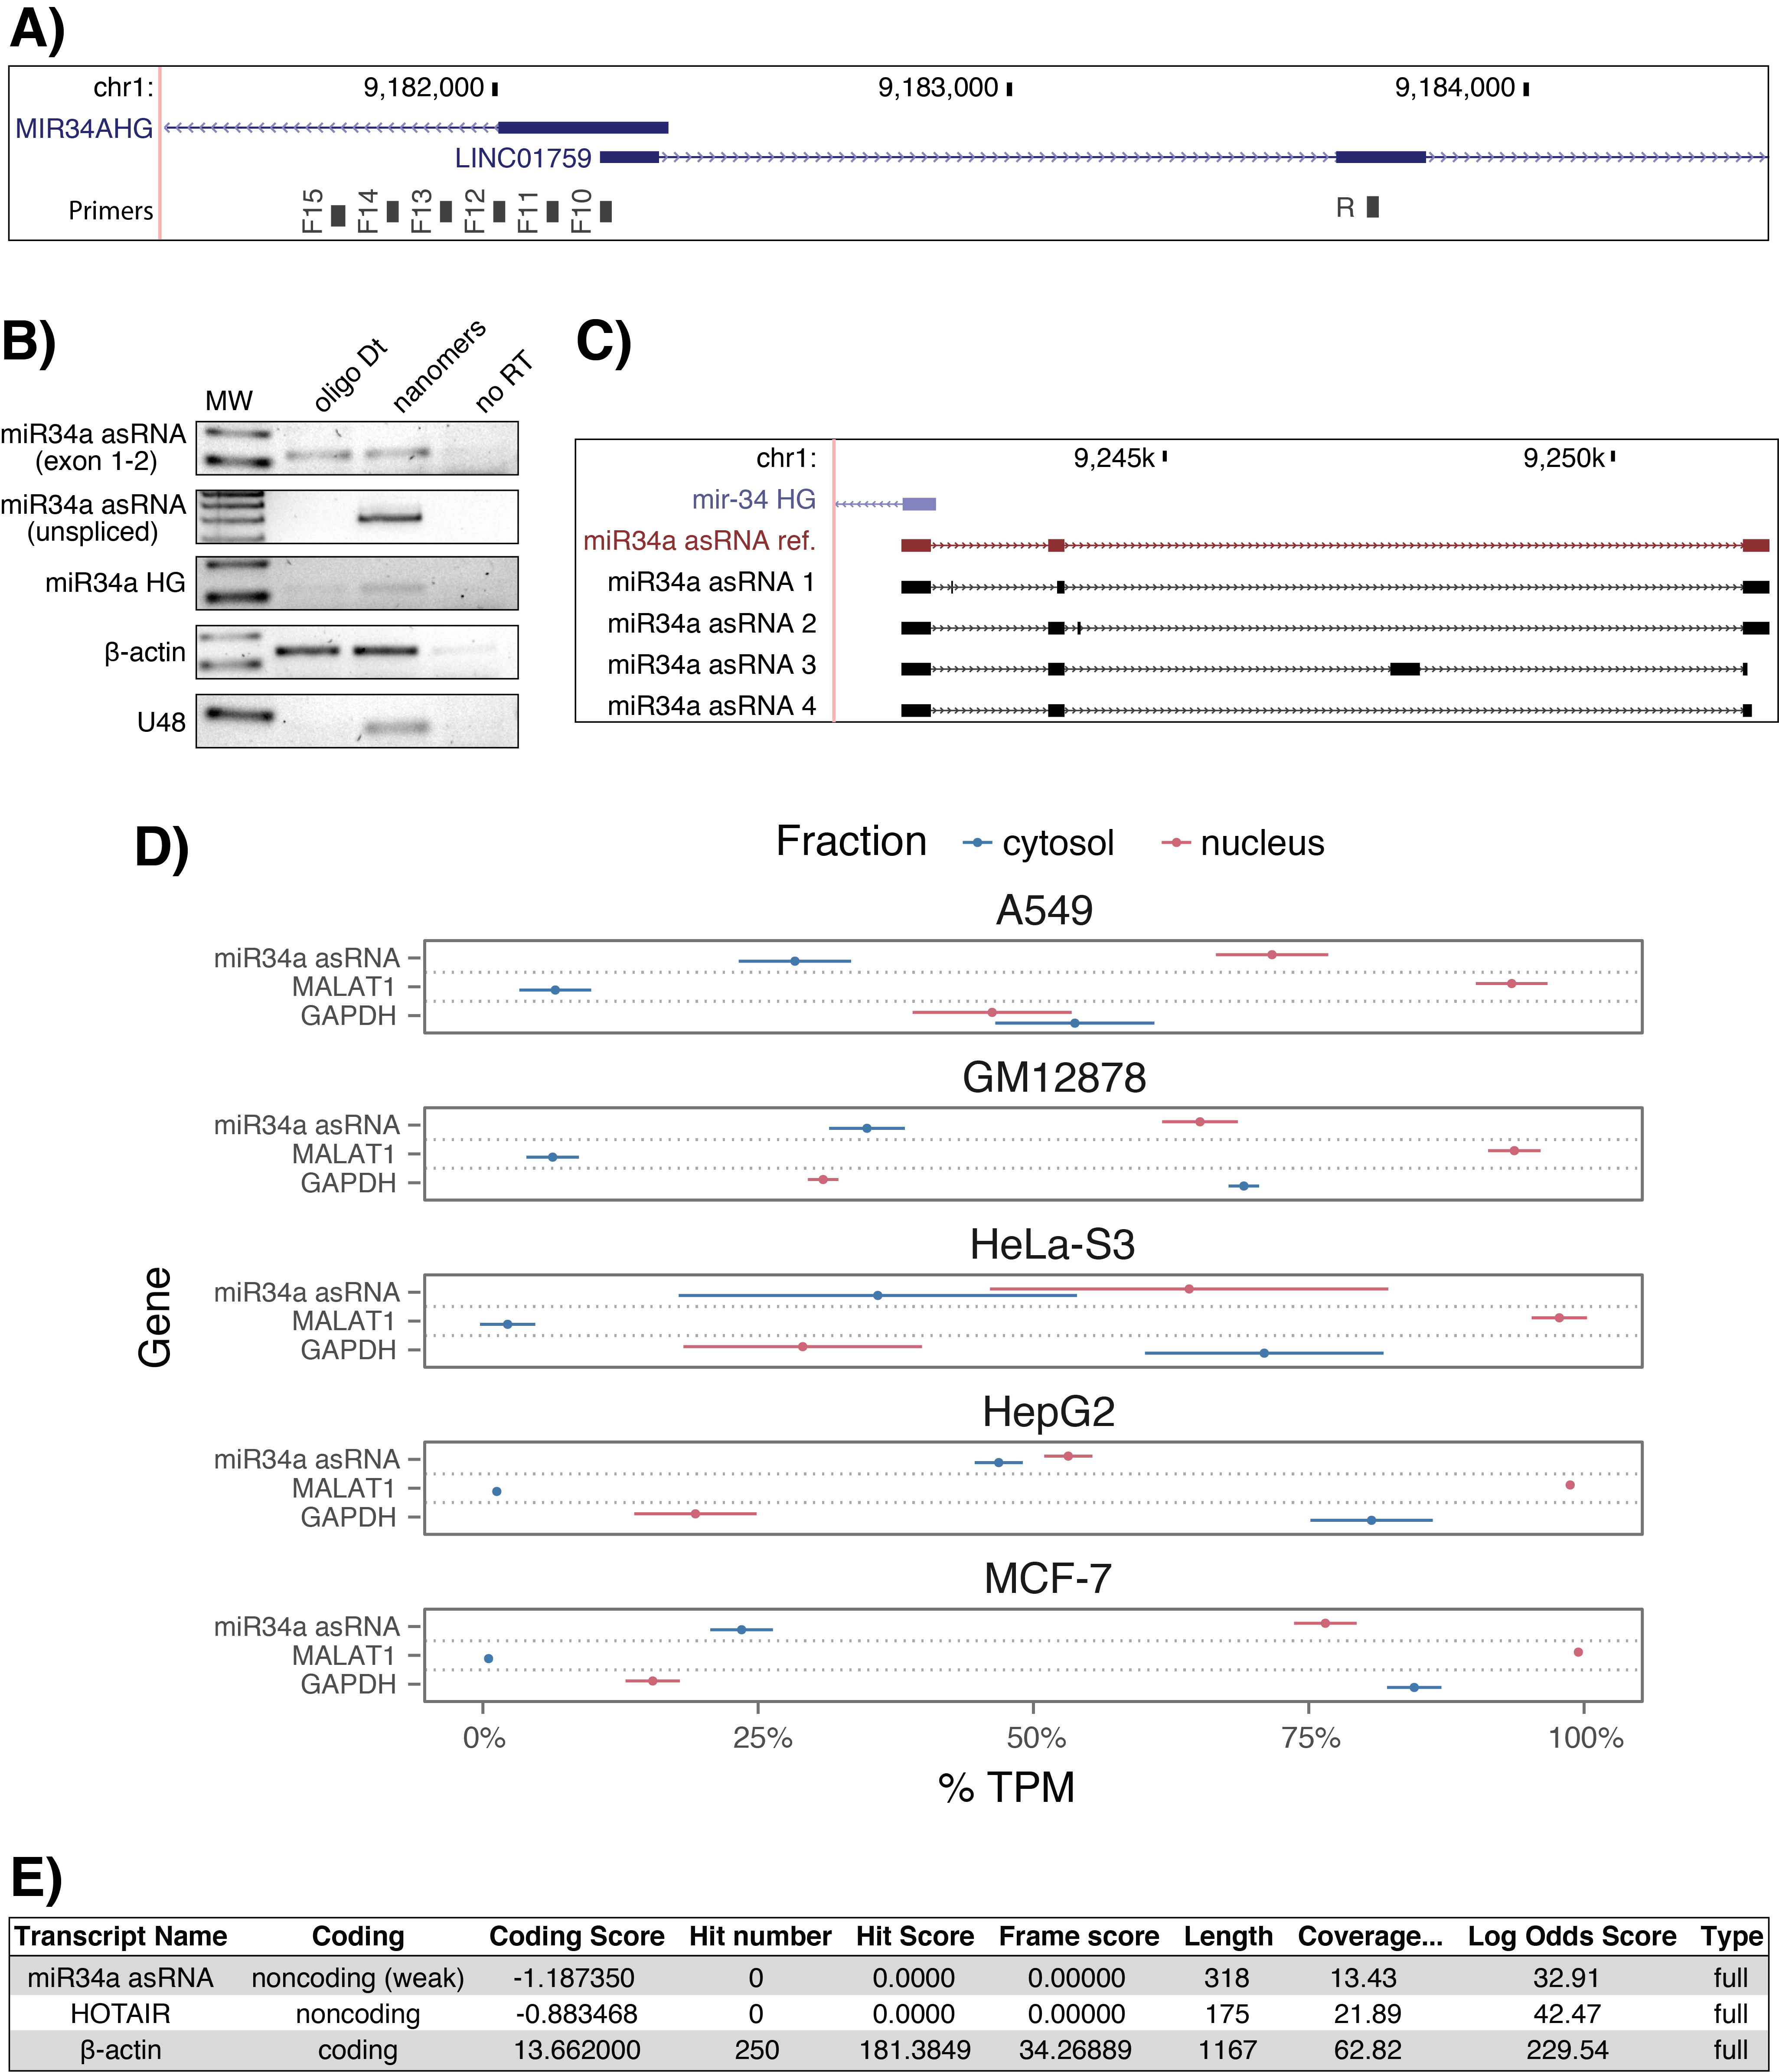 A)
chr1: 9,182,000 9,183,000 9,184,000
MIR34AHG
LINC01759
Primers F15 F14 F13 F12 F11 F10 R
B)
MW oligo Dt nanomers no RT
miR34a asRNA
(exon 1-2)
miR34a asRNA
(unspliced)
miR34a HG
β-actin
U48
C)
chr1: 9,245k 9,250k
mir-34 HG
miR34a asRNA ref.
miR34a asRNA 1
miR34a asRNA 2
miR34a asRNA 3
miR34a asRNA 4
D)
Fraction cytosol nucleus
A549
miR34a asRNA
MALAT1
GAPDH
GM12878
miR34a asRNA
MALAT1
GAPDH
HeLa-S3
miR34a asRNA
MALAT1
GAPDH
Gene
HepG2
miR34a asRNA
MALAT1
GAPDH
MCF-7
miR34a asRNA
MALAT1
GAPDH
0% 25% 50% 75% 100%
% TPM
E)
Transcript Name Coding Coding Score Hit number Hit Score Frame score Length Coverage... Log Odds Score Type
miR34a asRNA noncoding (weak) -1.187350 0 0.0000 0.00000 318 13.43 32.91 full
HOTAIR noncoding -0.883468 0 0.0000 0.00000 175 21.89 42.47 full
β-actin coding 13.662000 250 181.3849 34.26889 1167 62.82 229.54 full